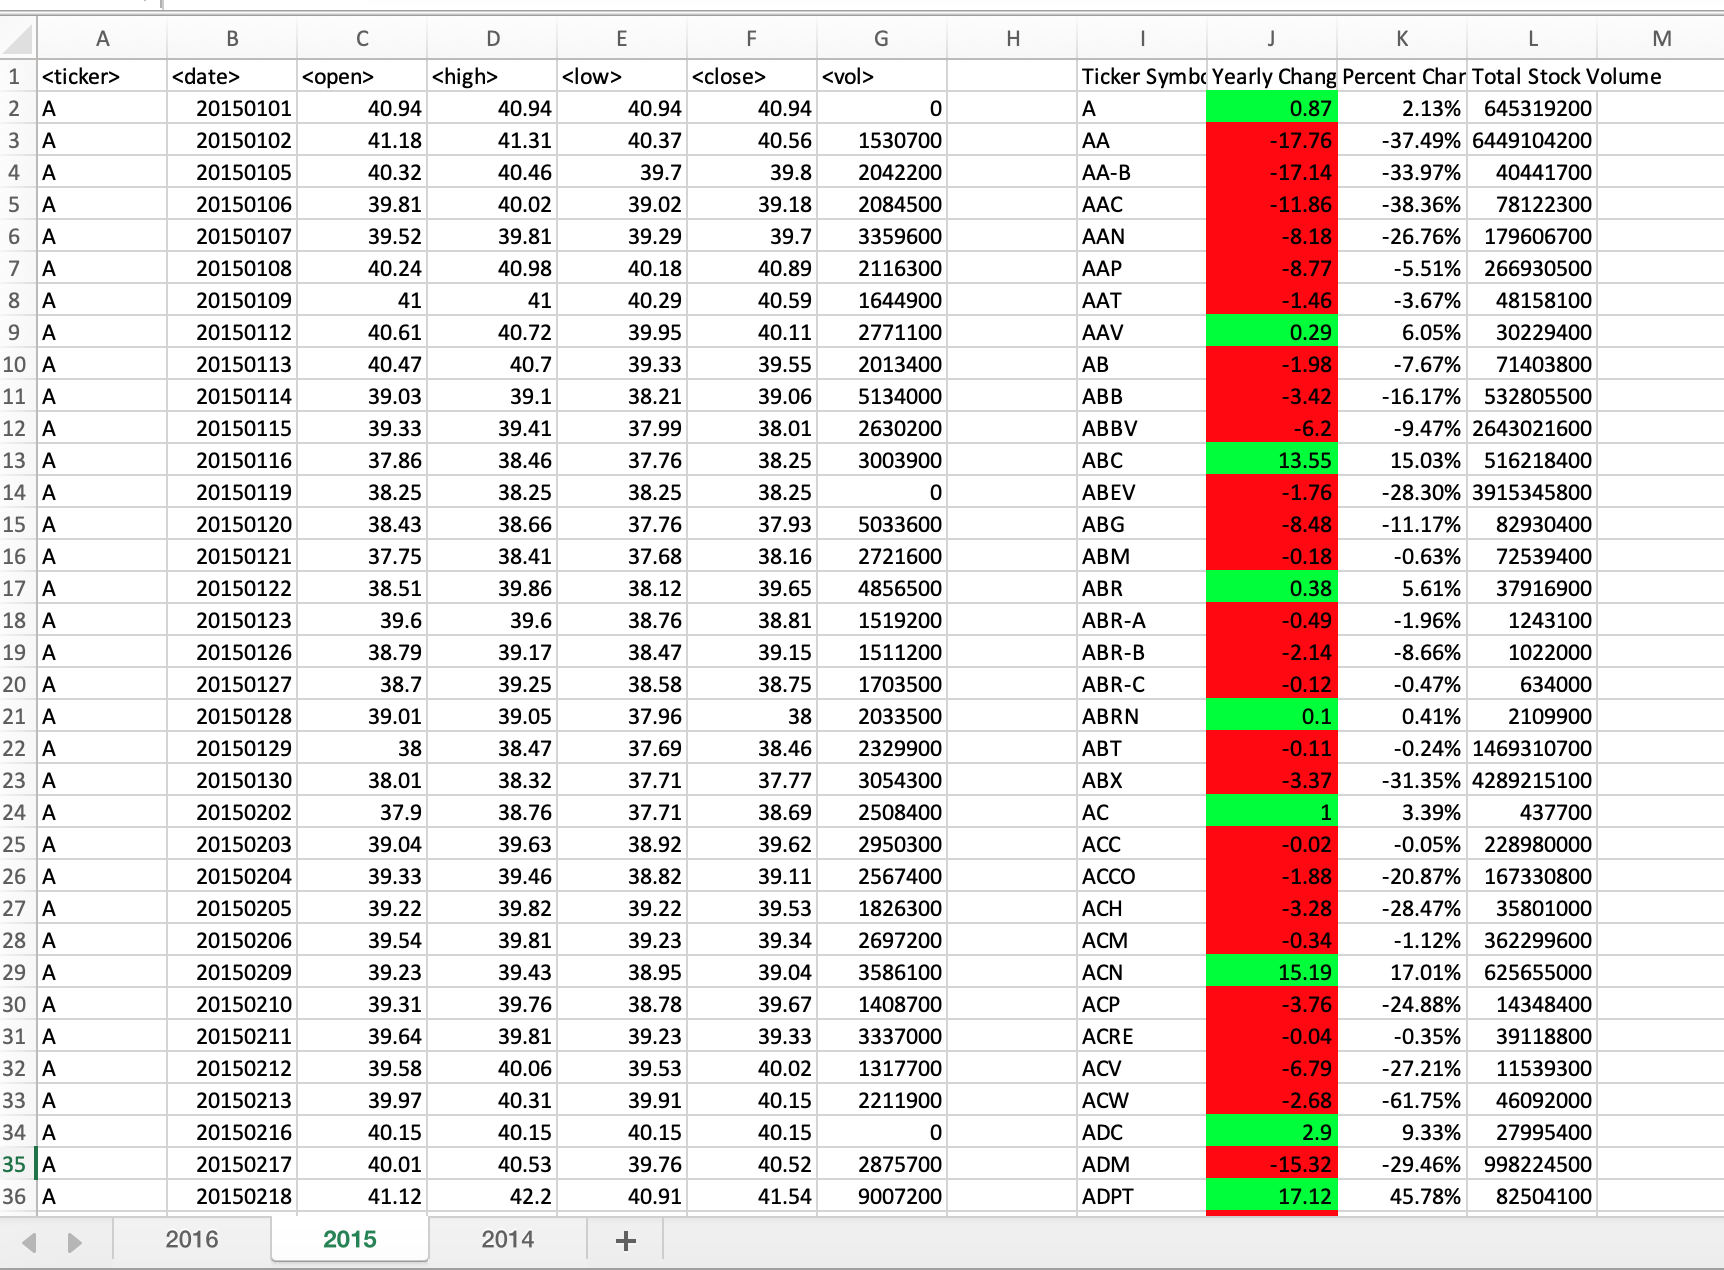 A B C D E F G H I J K L M
1 <ticker> <date> <open> <high> <low> <close> <vol> Ticker Symbo Yearly Chang Percent Char Total Stock Volume
2 A 20150101 40.94 40.94 40.94 40.94 0 A 0.87 2.13% 645319200
3 A 20150102 41.18 41.31 40.37 40.56 1530700 AA -17.76 -37.49% 6449104200
4 A 20150105 40.32 40.46 39.7 39.8 2042200 AA-B -17.14 -33.97% 40441700
5 A 20150106 39.81 40.02 39.02 39.18 2084500 AAC -11.86 -38.36% 78122300
6 A 20150107 39.52 39.81 39.29 39.7 3359600 AAN -8.18 -26.76% 179606700
7 A 20150108 40.24 40.98 40.18 40.89 2116300 AAP -8.77 -5.51% 266930500
8 A 20150109 41 41 40.29 40.59 1644900 AAT -1.46 -3.67% 48158100
9 A 20150112 40.61 40.72 39.95 40.11 2771100 AAV 0.29 6.05% 30229400
10 A 20150113 40.47 40.7 39.33 39.55 2013400 AB -1.98 -7.67% 71403800
11 A 20150114 39.03 39.1 38.21 39.06 5134000 ABB -3.42 -16.17% 532805500
12 A 20150115 39.33 39.41 37.99 38.01 2630200 ABBV -6.2 -9.47% 2643021600
13 A 20150116 37.86 38.46 37.76 38.25 3003900 ABC 13.55 15.03% 516218400
14 A 20150119 38.25 38.25 38.25 38.25 0 ABEV -1.76 -28.30% 3915345800
15 A 20150120 38.43 38.66 37.76 37.93 5033600 ABG -8.48 -11.17% 82930400
16 A 20150121 37.75 38.41 37.68 38.16 2721600 ABM -0.18 -0.63% 72539400
17 A 20150122 38.51 39.86 38.12 39.65 4856500 ABR 0.38 5.61% 37916900
18 A 20150123 39.6 39.6 38.76 38.81 1519200 ABR-A -0.49 -1.96% 1243100
19 A 20150126 38.79 39.17 38.47 39.15 1511200 ABR-B -2.14 -8.66% 1022000
20 A 20150127 38.7 39.25 38.58 38.75 1703500 ABR-C -0.12 -0.47% 634000
21 A 20150128 39.01 39.05 37.96 38 2033500 ABRN 0.1 0.41% 2109900
22 A 20150129 38 38.47 37.69 38.46 2329900 ABT -0.11 -0.24% 1469310700
23 A 20150130 38.01 38.32 37.71 37.77 3054300 ABX -3.37 -31.35% 4289215100
24 A 20150202 37.9 38.76 37.71 38.69 2508400 AC 1 3.39% 437700
25 A 20150203 39.04 39.63 38.92 39.62 2950300 ACC -0.02 -0.05% 228980000
26 A 20150204 39.33 39.46 38.82 39.11 2567400 ACCO -1.88 -20.87% 167330800
27 A 20150205 39.22 39.82 39.22 39.53 1826300 ACH -3.28 -28.47% 35801000
28 A 20150206 39.54 39.81 39.23 39.34 2697200 ACM -0.34 -1.12% 362299600
29 A 20150209 39.23 39.43 38.95 39.04 3586100 ACN 15.19 17.01% 625655000
30 A 20150210 39.31 39.76 38.78 39.67 1408700 ACP -3.76 -24.88% 14348400
31 A 20150211 39.64 39.81 39.23 39.33 3337000 ACRE -0.04 -0.35% 39118800
32 A 20150212 39.58 40.06 39.53 40.02 1317700 ACV -6.79 -27.21% 11539300
33 A 20150213 39.97 40.31 39.91 40.15 2211900 ACW -2.68 -61.75% 46092000
34 A 20150216 40.15 40.15 40.15 40.15 0 ADC 2.9 9.33% 27995400
35 A 20150217 40.01 40.53 39.76 40.52 2875700 ADM -15.32 -29.46% 998224500
36 A 20150218 41.12 42.2 40.91 41.54 9007200 ADPT 17.12 45.78% 82504100
2016 2015 2014 +